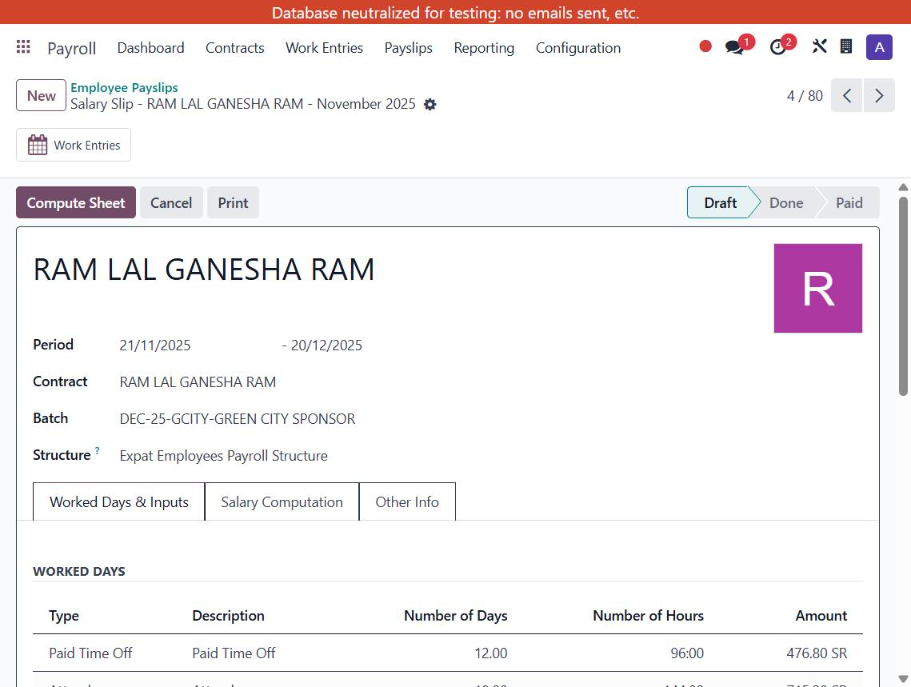 Database neutralized for testing: no emails sent, etc.
Payroll Dashboard Contracts Work Entries Payslips Reporting Configuration 1 2 A
New Employee Payslips
Salary Slip - RAM LAL GANESHA RAM - November 2025 4 / 80
Work Entries
Compute Sheet Cancel Print Draft Done Paid
RAM LAL GANESHA RAM
R
Period 21/11/2025 - 20/12/2025
Contract RAM LAL GANESHA RAM
Batch DEC-25-GCITY-GREEN CITY SPONSOR
Structure ? Expat Employees Payroll Structure
Worked Days & Inputs Salary Computation Other Info
WORKED DAYS
Type Description Number of Days Number of Hours Amount
Paid Time Off Paid Time Off 12.00 96:00 476.80 SR